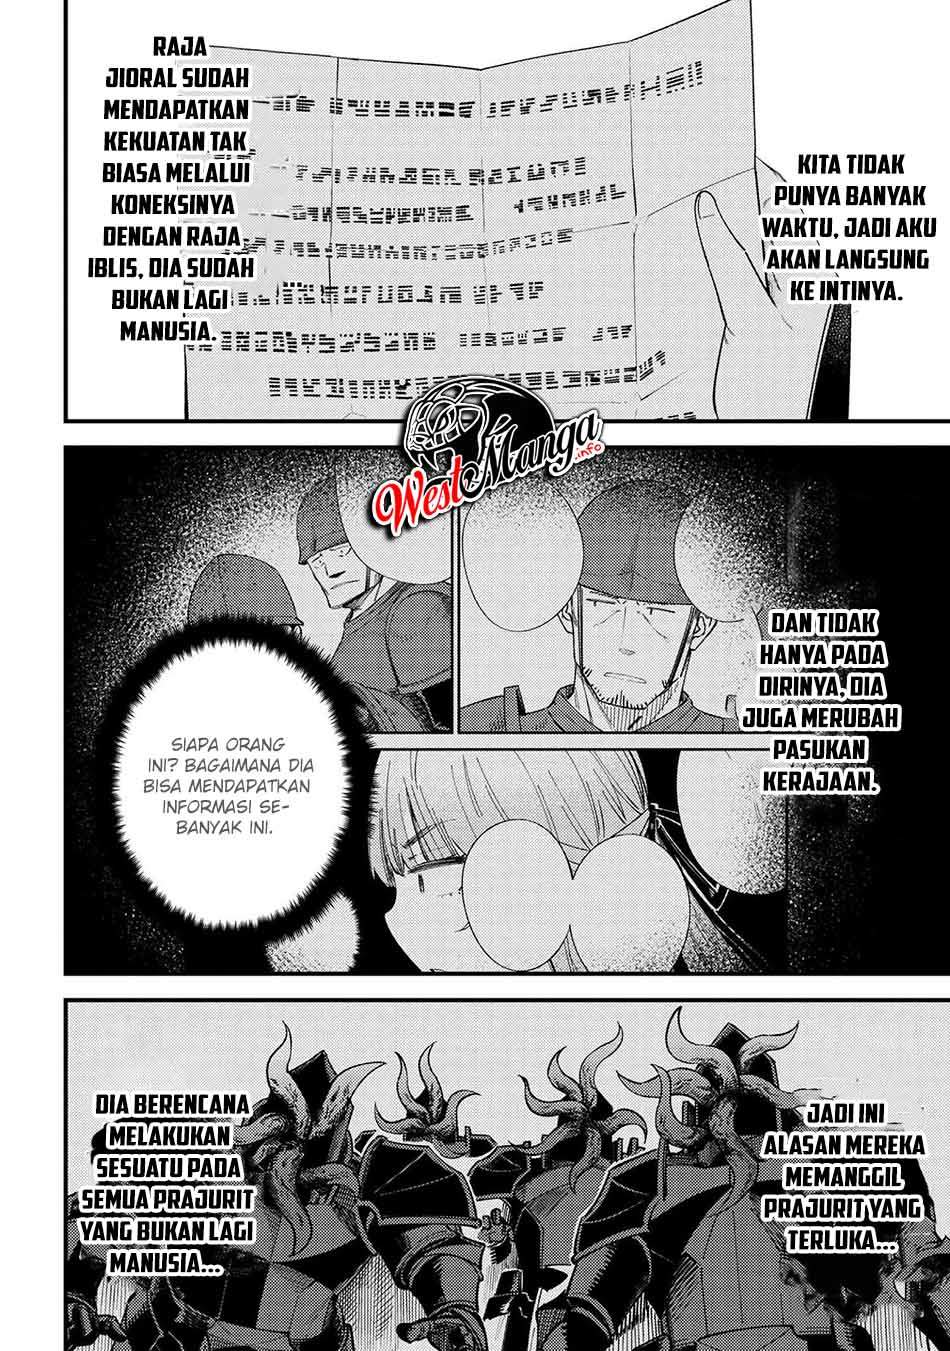 KITA TIDAK
PUNYA BANYAK
WAKTU, JADI AKU
AKAN LANGSUNG
KE INTINYA.
RAJA
JIORAL SUDAH
MENDAPATKAN
KEKUATAN TAK
BIASA MELALUI
KONEKSINYA
DENGAN RAJA
IBLIS, DIA SUDAH
BUKAN LAGI
MANUSIA.
WestManga
.info
DAN TIDAK
HANYA PADA
DIRINYA, DIA
JUGA MERUBAH
PASUKAN
KERAJAAN.
SIAPA ORANG
INI? BAGAIMANA DIA
BISA MENDAPATKAN
INFORMASI SE-
BANYAK INI.
JADI INI
ALASAN MEREKA
MEMANGGIL
PRAJURIT YANG
TERLUKA...
DIA BERENCANA
MELAKUKAN
SESUATU PADA
SEMUA PRAJURIT
YANG BUKAN LAGI
MANUSIA...